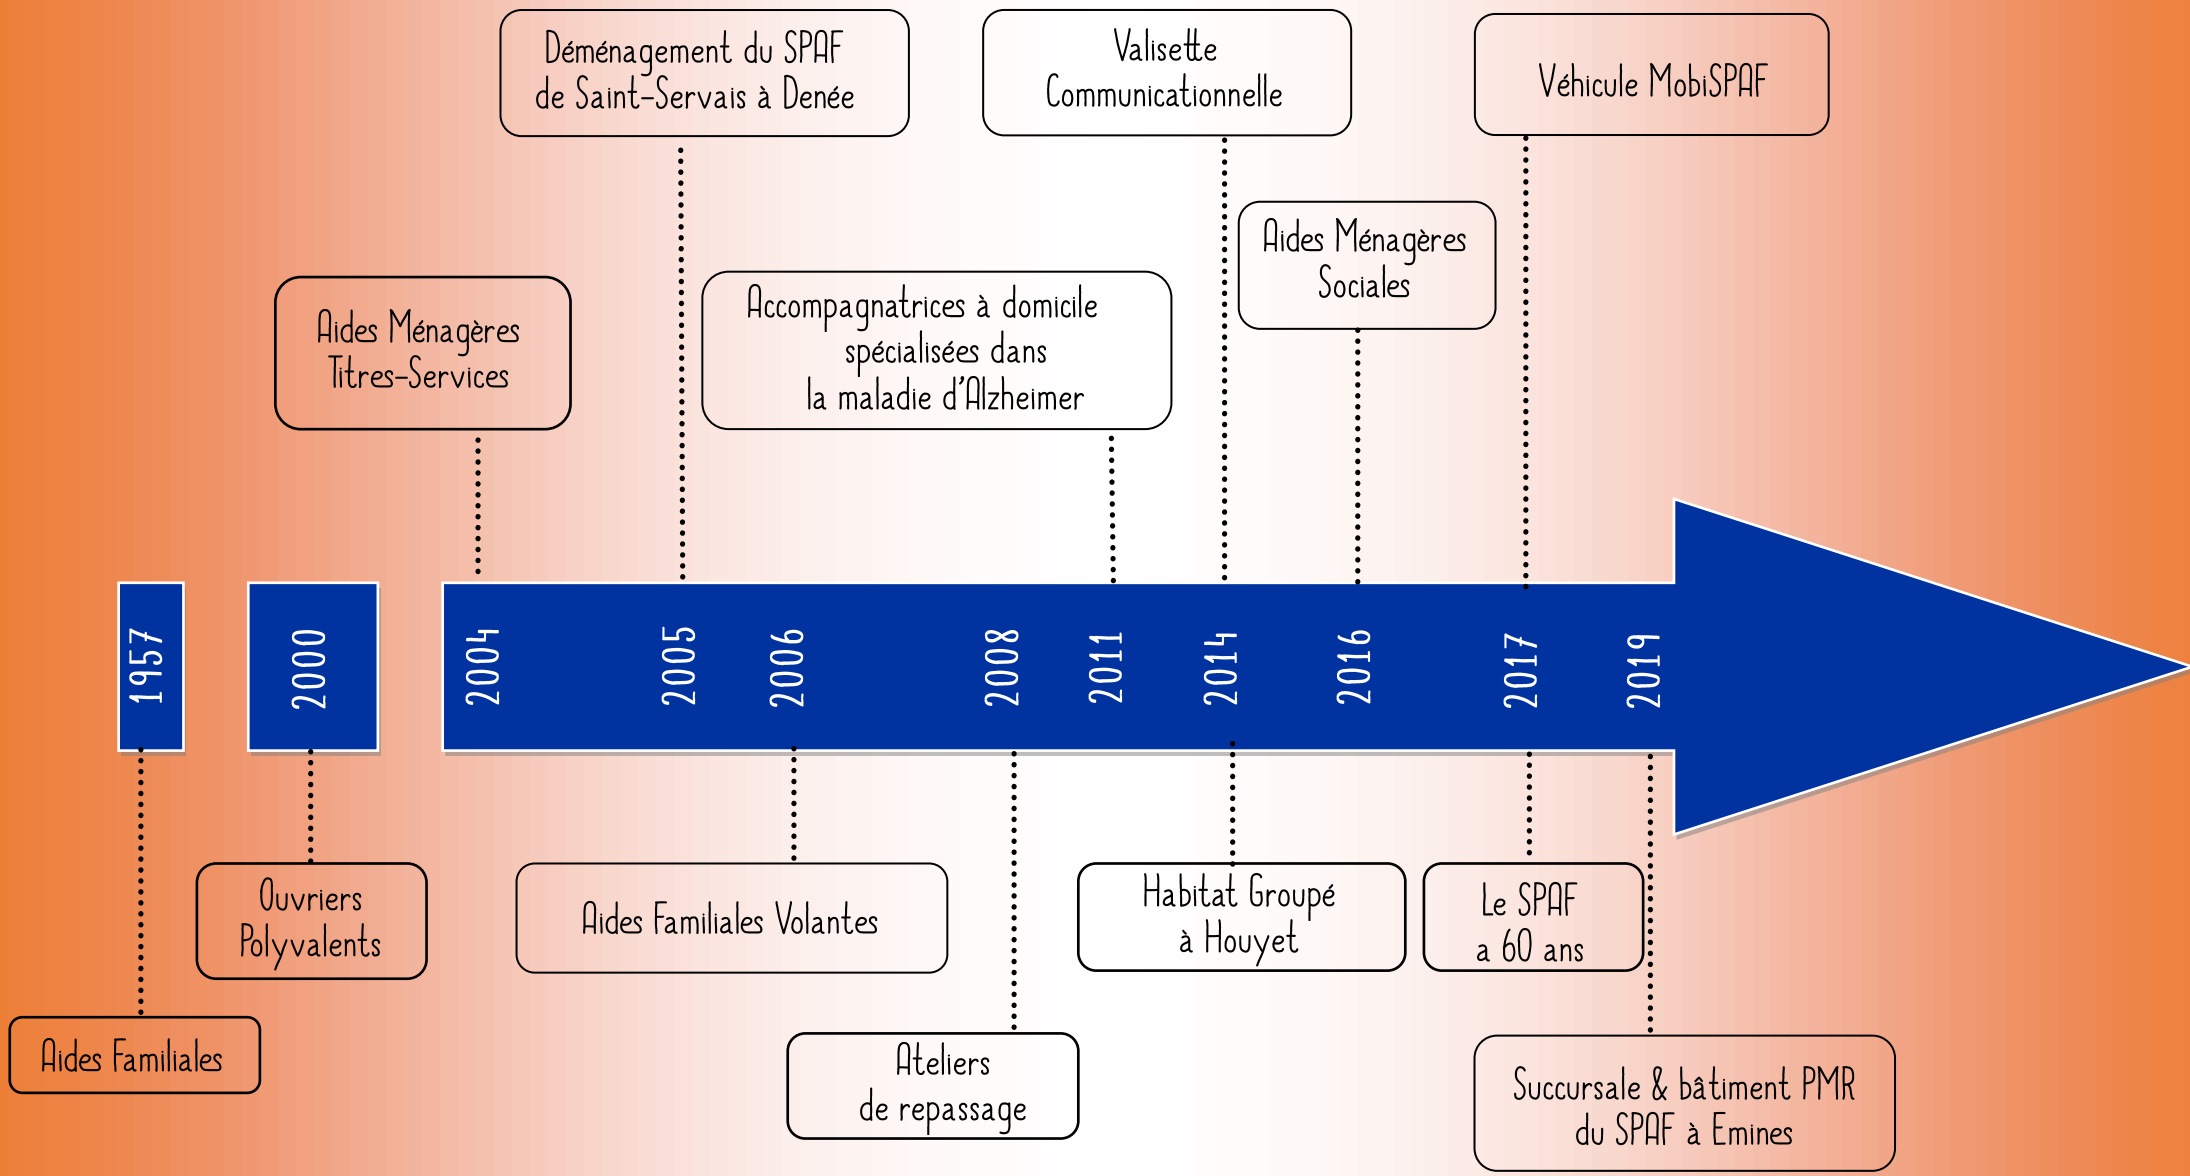 Déménagement du SPAF
de Saint-Servais à Denée
Valisette
Communicationnelle
Véhicule MobiSPAF
Aides Ménagères
Sociales
Aides Ménagères
Titres-Services
Accompagnatrices à domicile
spécialisées dans
la maladie d'Alzheimer
1957
2000
2004
2005
2006
2008
2011
2014
2016
2017
2019
Ouvriers
Polyvalents
Aides Familiales Volantes
Habitat Groupé
à Houyet
Le SPAF
a 60 ans
Aides Familiales
Ateliers
de repassage
Succursale & bâtiment PMR
du SPAF à Emines